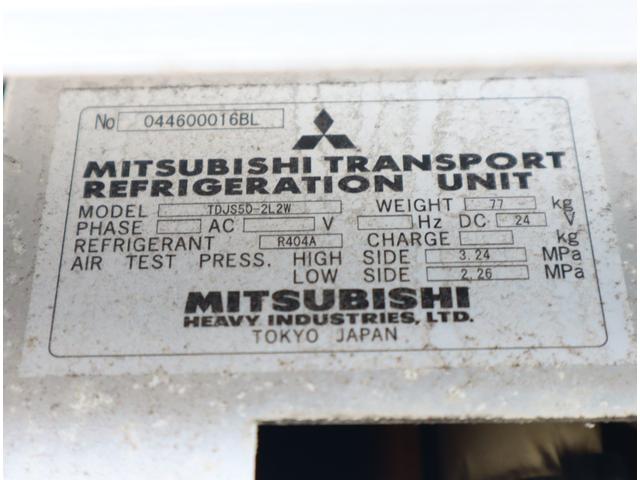 No 044600016BL
MITSUBISHI TRANSPORT
REFRIGERATION UNIT
MODEL TDJS50-2L2W WEIGHT 77 kg
PHASE AC V Hz DC 24 V
REFRIGERANT R404A CHARGE kg
AIR TEST PRESS. HIGH SIDE 3.24 MPa
LOW SIDE 2.26 MPa
MITSUBISHI
HEAVY INDUSTRIES, LTD.
TOKYO JAPAN